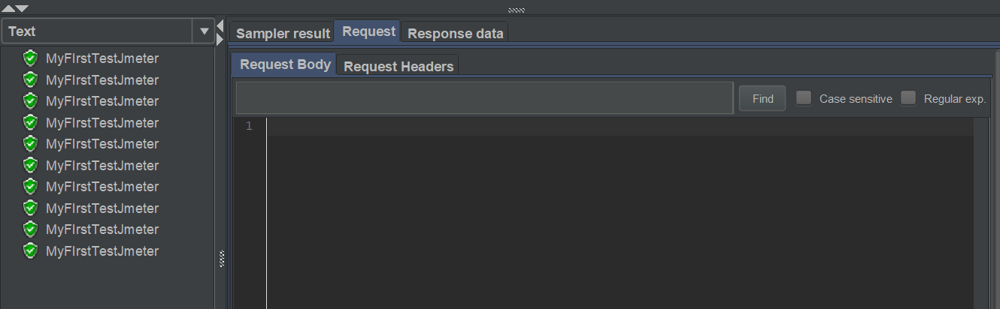 Text
Sampler result Request Response data
Request Body Request Headers
Find Case sensitive Regular exp.
1
MyFIrstTestJmeter
MyFIrstTestJmeter
MyFIrstTestJmeter
MyFIrstTestJmeter
MyFIrstTestJmeter
MyFIrstTestJmeter
MyFIrstTestJmeter
MyFIrstTestJmeter
MyFIrstTestJmeter
MyFIrstTestJmeter